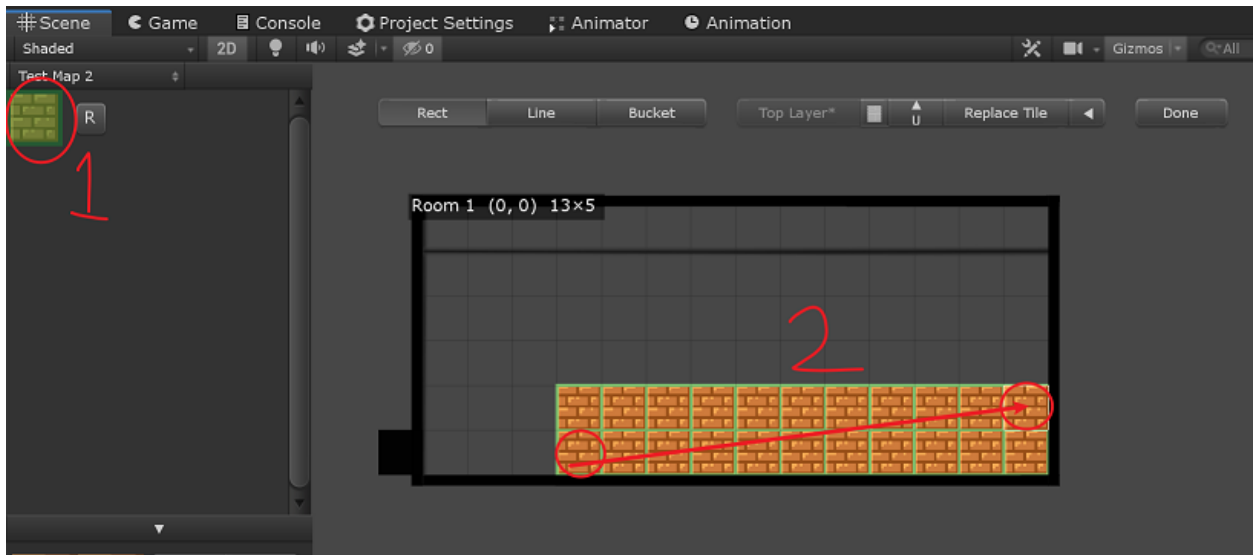 Scene Game Console Project Settings Animator Animation
Shaded 2D 0 Gizmos All
Test Map 2
R
Rect Line Bucket Top Layer* U Replace Tile Done
1
Room 1 (0, 0) 13×5
2